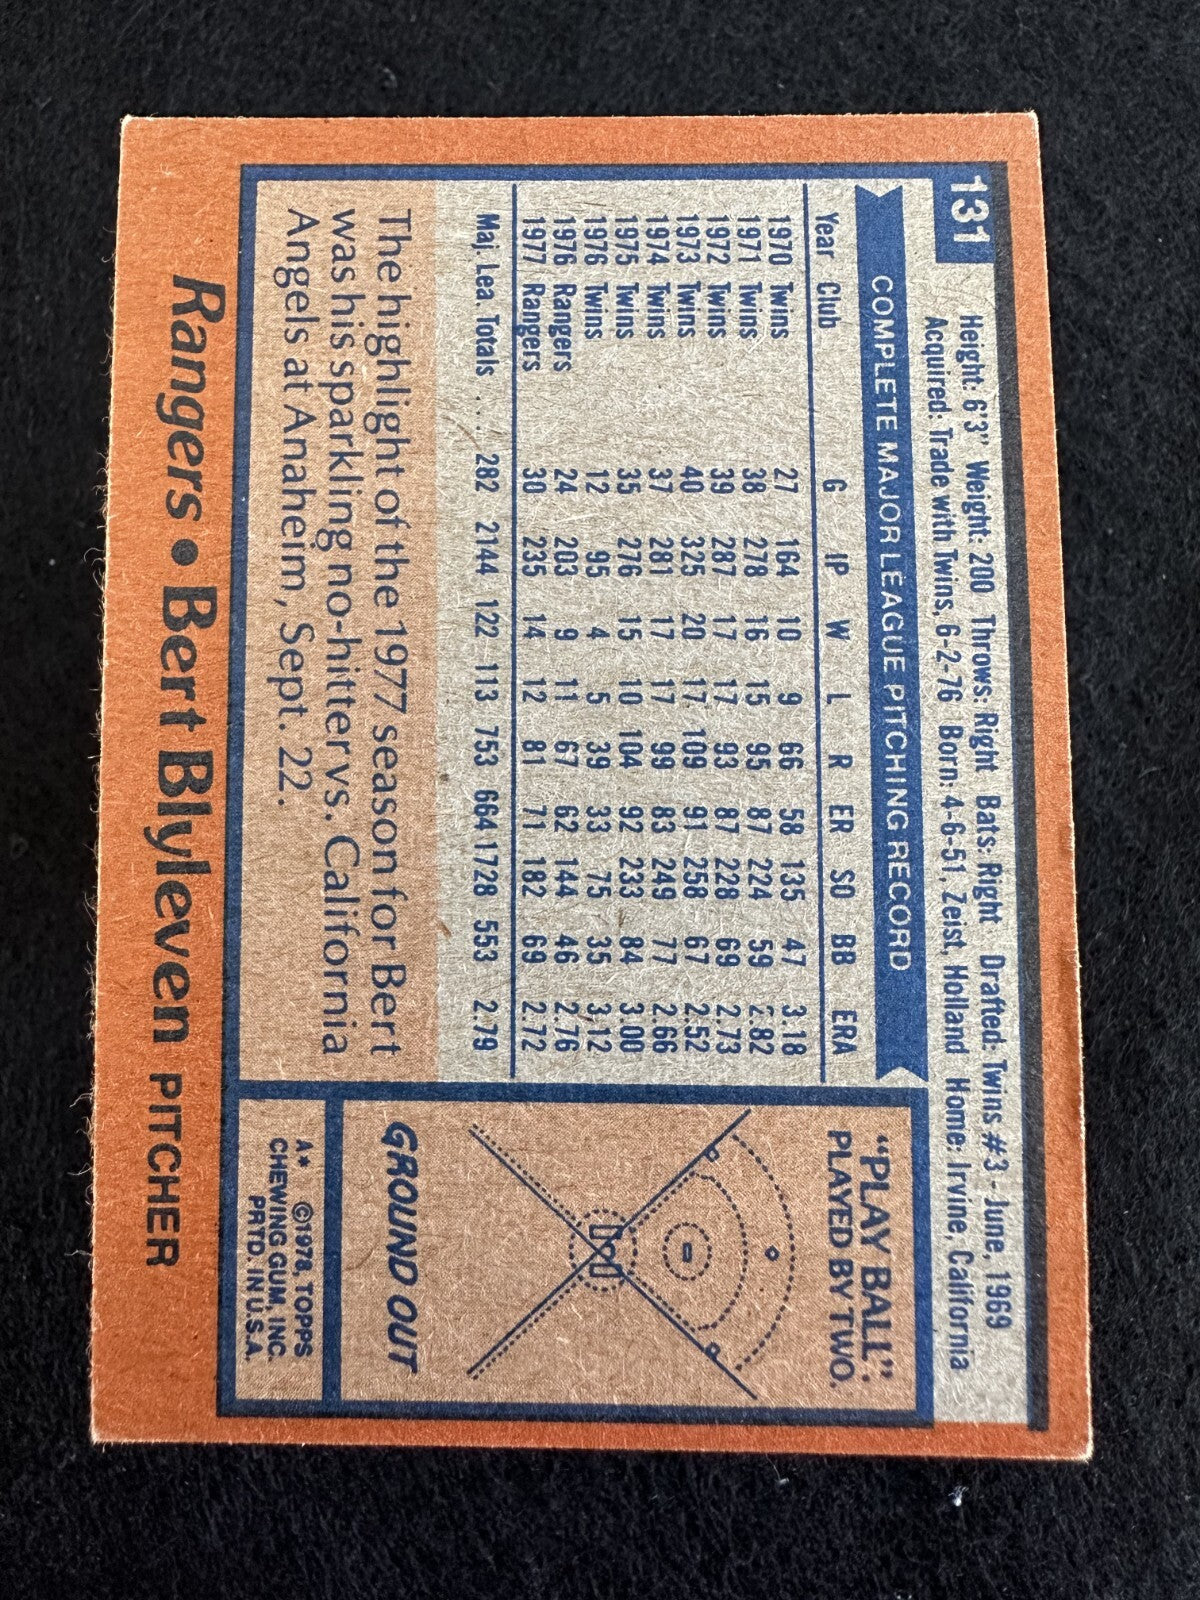 131
Height: 6'3" Weight: 200 Throws: Right Bats: Right Drafted: Twins #3 - June, 1969
Acquired: Trade with Twins, 6-2-76 Born: 4-6-51, Zeist, Holland Home: Irvine, California
COMPLETE MAJOR LEAGUE PITCHING RECORD
Year Club G IP W L R ER SO BB ERA
1970 Twins 27 164 10 9 66 58 135 47 3.18
1971 Twins 38 278 16 15 95 87 224 59 2.82
1972 Twins 39 287 17 17 93 87 228 69 2.73
1973 Twins 40 325 20 17 109 91 258 67 2.52
1974 Twins 37 281 17 17 99 83 249 77 2.66
1975 Twins 35 276 15 10 104 92 233 84 3.00
1976 Twins 12 95 4 5 39 33 75 35 3.12
1976 Rangers 24 203 9 11 67 62 144 46 2.76
1977 Rangers 30 235 14 12 81 71 182 69 2.72
Maj. Lea. Totals .... 282 2144 122 113 753 664 1728 553 2.79
The highlight of the 1977 season for Bert
was his sparkling no-hitter vs. California
Angels at Anaheim, Sept. 22.
"PLAY BALL".
PLAYED BY TWO.
GROUND OUT
A* ©1978, TOPPS
CHEWING GUM, INC.
PRTD. IN U.S.A.
Rangers • Bert Blyleven PITCHER